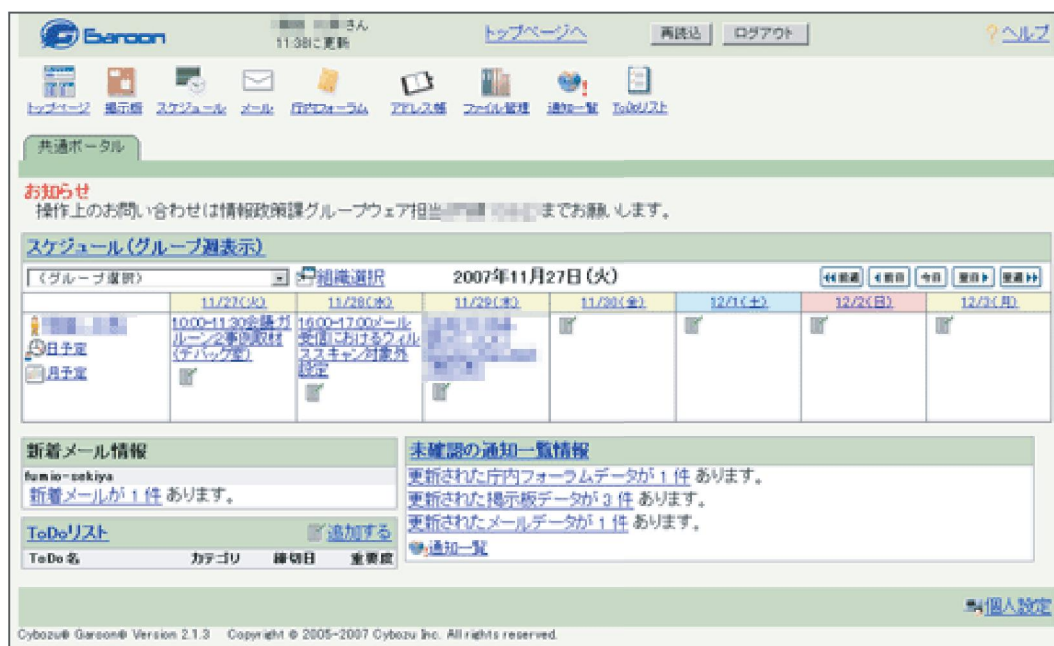 Garoon
さん
11:38に更新
トップページへ
再読込
ログアウト
ヘルプ
トップページ 掲示板 スケジュール メール 庁内フォーラム アドレス帳 ファイル管理 通知一覧 ToDoリスト
共通ポータル
お知らせ
操作上のお問い合わせは情報政策課グループウェア担当 までお願いします。
スケジュール(グループ週表示)
(グループ選択) 組織選択 2007年11月27日(火) 前週 前日 今日 翌日 翌週
11/27(火) 11/28(水) 11/29(木) 11/30(金) 12/1(土) 12/2(日) 12/3(月)
日予定
月予定
10:00-11:30会議ガ
ルーン2事例取材
16:00-17:00メール
受信におけるウィル
ススキャン対象外
設定
新着メール情報
fumio-sekiya
新着メールが 1 件 あります。
ToDoリスト 追加する
ToDo名 カテゴリ 締切日 重要度
未確認の通知一覧情報
更新された庁内フォーラムデータが 1 件 あります。
更新された掲示板データが 3 件 あります。
更新されたメールデータが 1 件 あります。
通知一覧
個人設定
Cybozu® Garoon® Version 2.1.3 Copyright © 2005-2007 Cybozu Inc. All rights reserved.